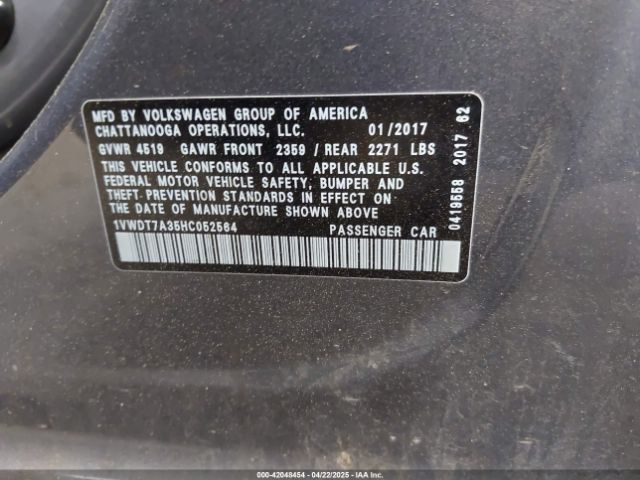 MFD BY VOLKSWAGEN GROUP OF AMERICA
CHATTANOOGA OPERATIONS, LLC. 01/2017
GVWR 4519 GAWR FRONT 2359 / REAR 2271 LBS
THIS VEHICLE CONFORMS TO ALL APPLICABLE U.S.
FEDERAL MOTOR VEHICLE SAFETY, BUMPER AND
THEFT-PREVENTION STANDARDS IN EFFECT ON
THE DATE OF MANUFACTURE SHOWN ABOVE
1VWDT7A35HC052564 PASSENGER CAR
0419558 2017 62
000-42048454 - 04/22/2025 - IAA Inc.